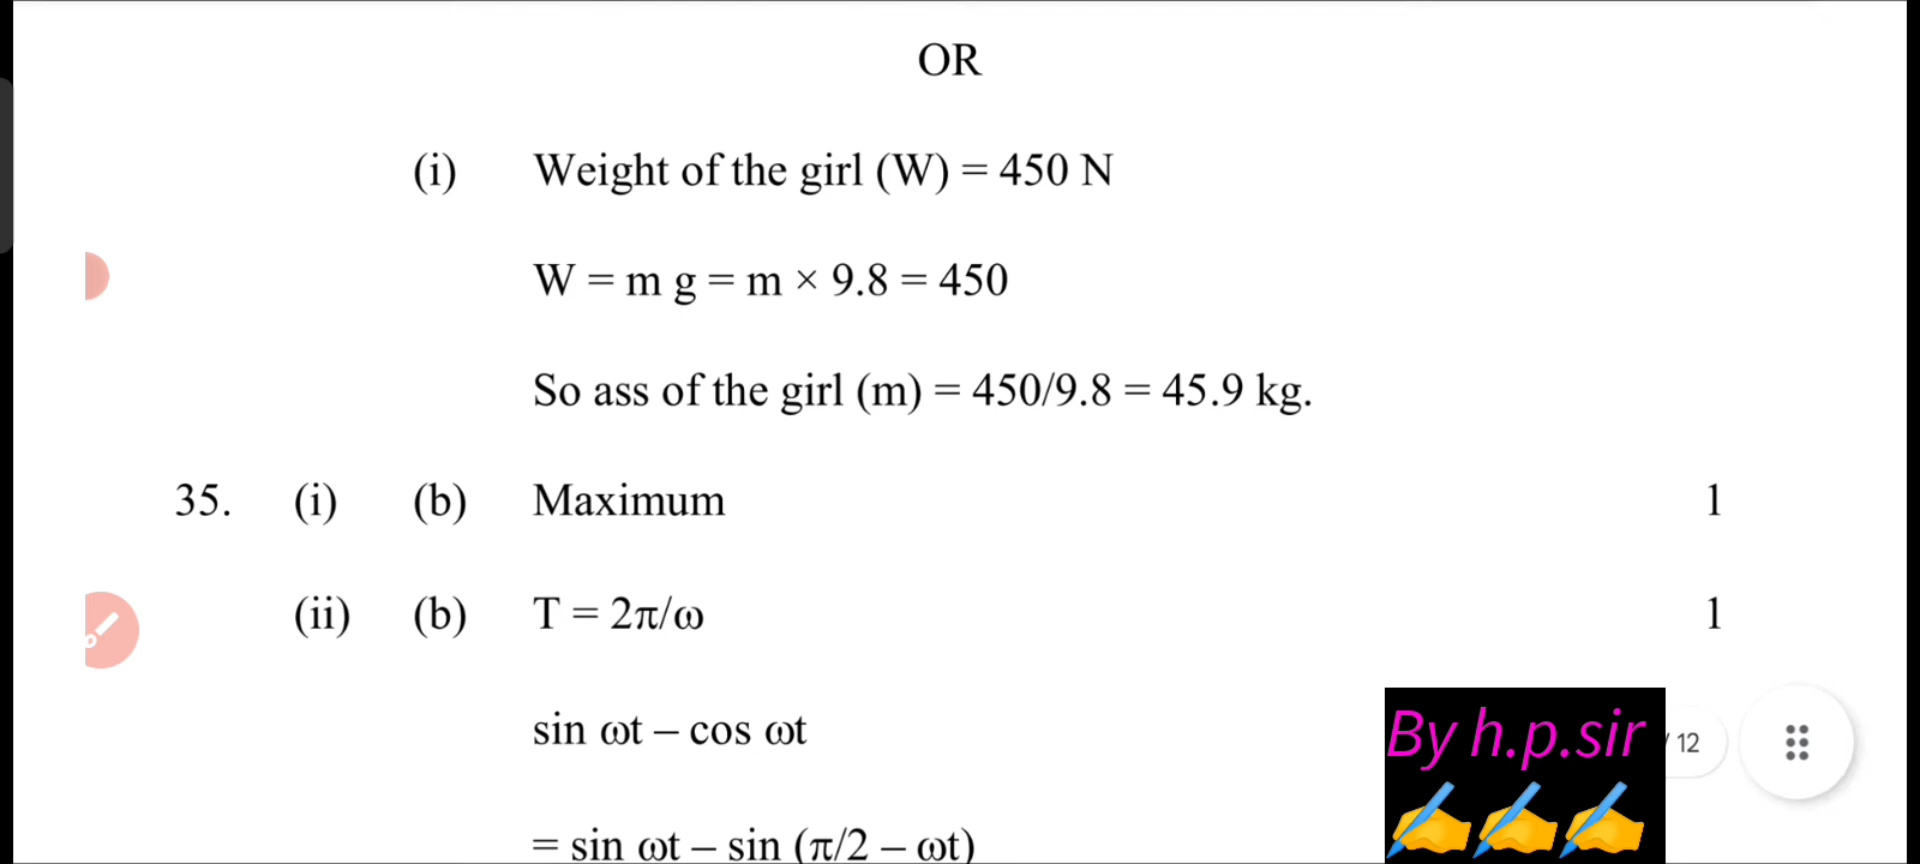 OR
(i) Weight of the girl (W) = 450 N
W = m g = m × 9.8 = 450
So ass of the girl (m) = 450/9.8 = 45.9 kg.
35. (i) (b) Maximum 1
(ii) (b) T = 2π/ω 1
sin ωt – cos ωt
By h.p.sir / 12
= sin ωt – sin (π/2 – ωt)